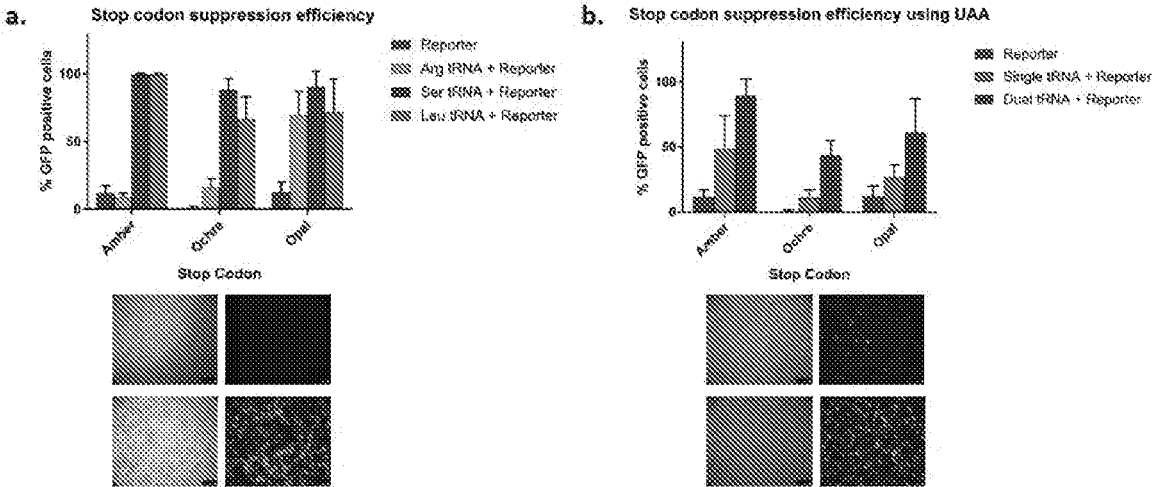 a.
Stop codon suppression efficiency
% GFP positive cells
100
50
0
Amber
Ochre
Opal
Stop Codon
Reporter
Arg tRNA + Reporter
Ser tRNA + Reporter
Leu tRNA + Reporter
b.
Stop codon suppression efficiency using UAA
% GFP positive cells
100
50
0
Amber
Ochre
Opal
Stop Codon
Reporter
Single tRNA + Reporter
Dual tRNA + Reporter